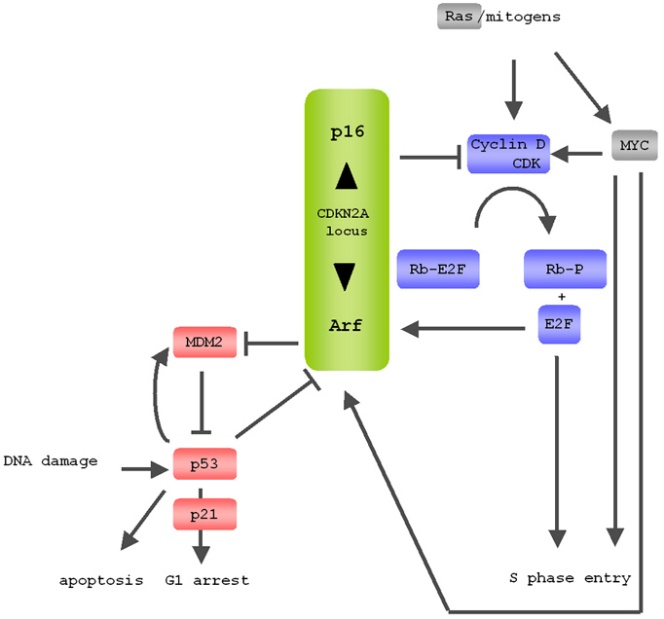 Ras/mitogens
p16
Cyclin D
CDK
MYC
CDKN2A
locus
Rb-E2F
Rb-P
+
E2F
Arf
MDM2
DNA damage
p53
p21
apoptosis
G1 arrest
S phase entry